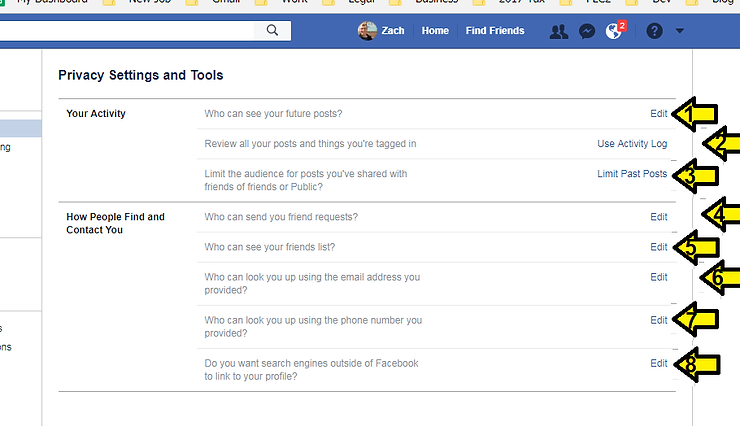 My Dashboard New Job Gmail Work Legal Business 2017 Tax FEC2 Dev Blog
Zach Home Find Friends 2 ?
Privacy Settings and Tools
Your Activity Who can see your future posts? Edit 1
ng Review all your posts and things you're tagged in Use Activity Log 2
Limit the audience for posts you've shared with Limit Past Posts 3
friends of friends or Public?
How People Find and Who can send you friend requests? Edit 4
Contact You
Who can see your friends list? Edit 5
Who can look you up using the email address you Edit 6
provided?
Who can look you up using the phone number you Edit 7
s provided?
ons
Do you want search engines outside of Facebook Edit 8
to link to your profile?